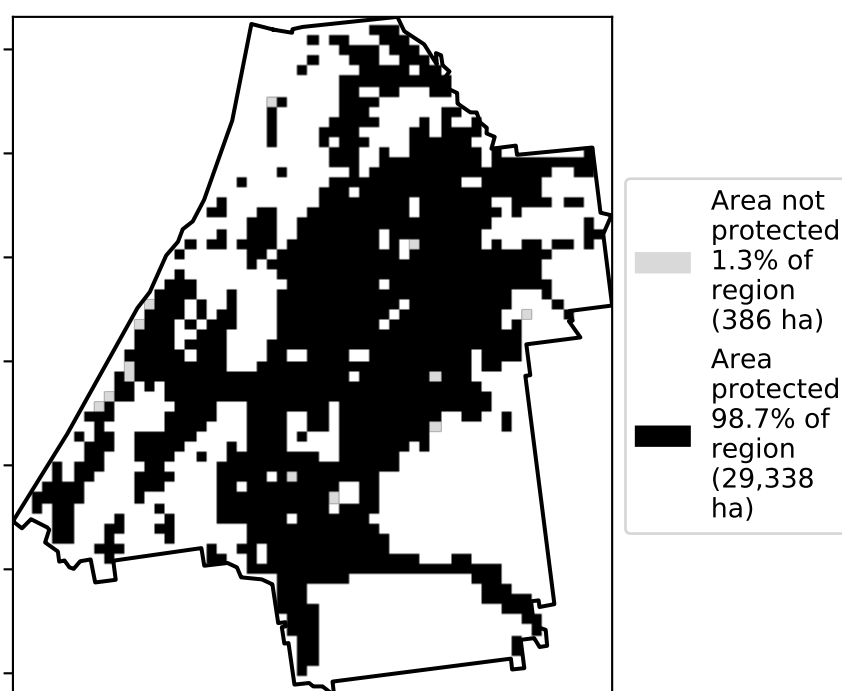 Area not
protected
1.3% of
region
(386 ha)
Area
protected
98.7% of
region
(29,338
ha)